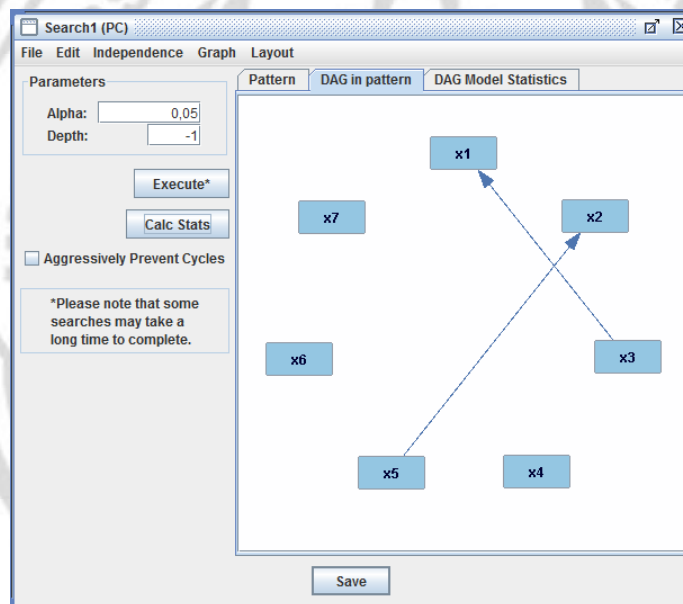 Search1 (PC)
File Edit Independence Graph Layout
Parameters
Alpha: 0,05
Depth: -1
Execute*
Calc Stats
Aggressively Prevent Cycles
*Please note that some
searches may take a
long time to complete.
Pattern DAG in pattern DAG Model Statistics
x1
x7
x2
x6
x3
x5
x4
Save